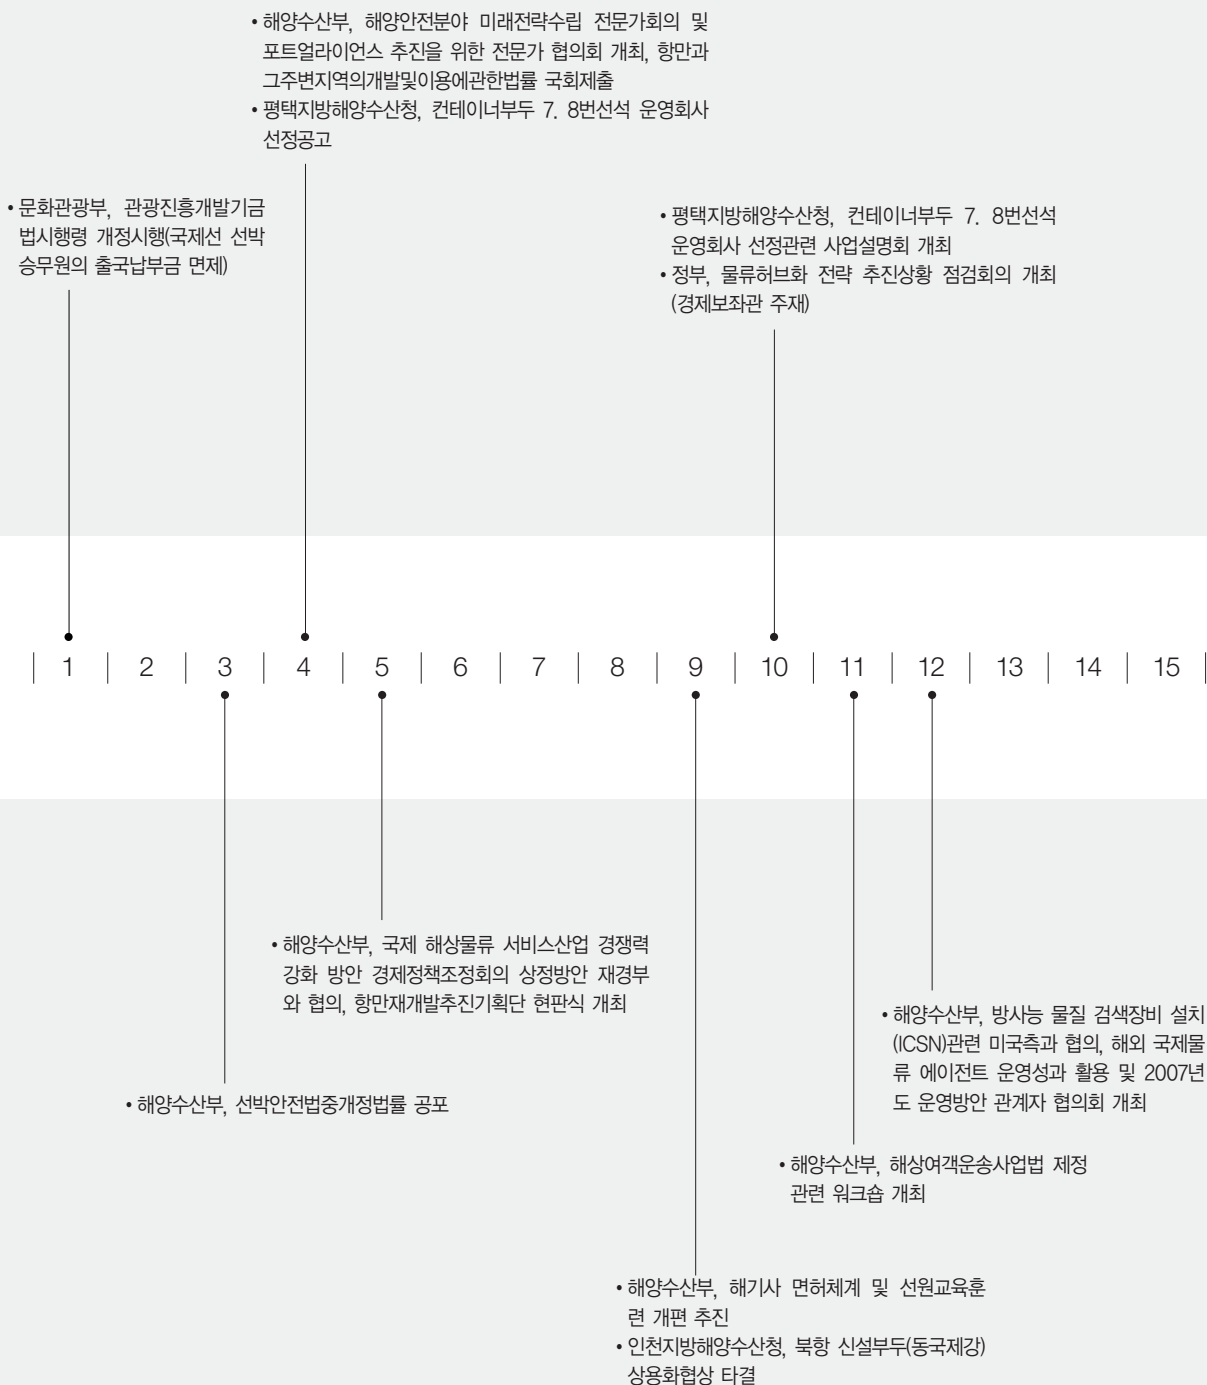 • 해양수산부, 해양안전분야 미래전략수립 전문가회의 및
포트얼라이언스 추진을 위한 전문가 협의회 개최, 항만과
그주변지역의개발및이용에관한법률 국회제출
• 평택지방해양수산청, 컨테이너부두 7. 8번선석 운영회사
선정공고
• 문화관광부, 관광진흥개발기금
법시행령 개정시행(국제선 선박
승무원의 출국납부금 면제)
• 평택지방해양수산청, 컨테이너부두 7. 8번선석
운영회사 선정관련 사업설명회 개최
• 정부, 물류허브화 전략 추진상황 점검회의 개최
(경제보좌관 주재)
1 2 3 4 5 6 7 8 9 10 11 12 13 14 15
• 해양수산부, 국제 해상물류 서비스산업 경쟁력
강화 방안 경제정책조정회의 상정방안 재경부
와 협의, 항만재개발추진기획단 현판식 개최
• 해양수산부, 방사능 물질 검색장비 설치
(ICSN)관련 미국측과 협의, 해외 국제물
류 에이전트 운영성과 활용 및 2007년
도 운영방안 관계자 협의회 개최
• 해양수산부, 선박안전법중개정법률 공포
• 해양수산부, 해상여객운송사업법 제정
관련 워크숍 개최
• 해양수산부, 해기사 면허체계 및 선원교육훈
련 개편 추진
• 인천지방해양수산청, 북항 신설부두(동국제강)
상용화협상 타결